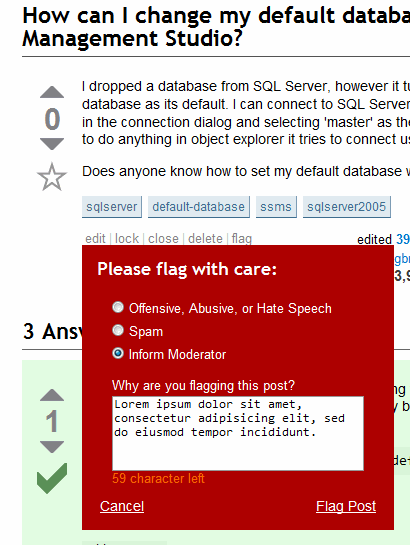 How can I change my default databa
Management Studio?
I dropped a database from SQL Server, however it tu
database as its default. I can connect to SQL Server
in the connection dialog and selecting 'master' as the
to do anything in object explorer it tries to connect us
0
Does anyone know how to set my default database w
sqlserver default-database ssms sqlserver2005
edit | lock | close | delete | flag edited 39
gbn
3,9
Please flag with care:
Offensive, Abusive, or Hate Speech
Spam
Inform Moderator
Why are you flagging this post?
Lorem ipsum dolor sit amet,
consectetur adipisicing elit, sed
do eiusmod tempor incididunt.
59 character left
Cancel Flag Post
3 Answ
1
ing
y b
def